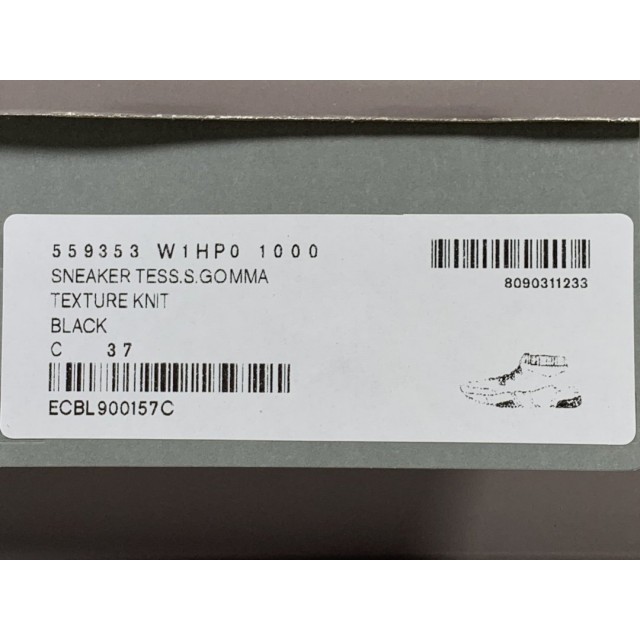 559353 W1HP0 1000
SNEAKER TESS.S.GOMMA
TEXTURE KNIT
BLACK
C 37
ECBL900157C
8090311233